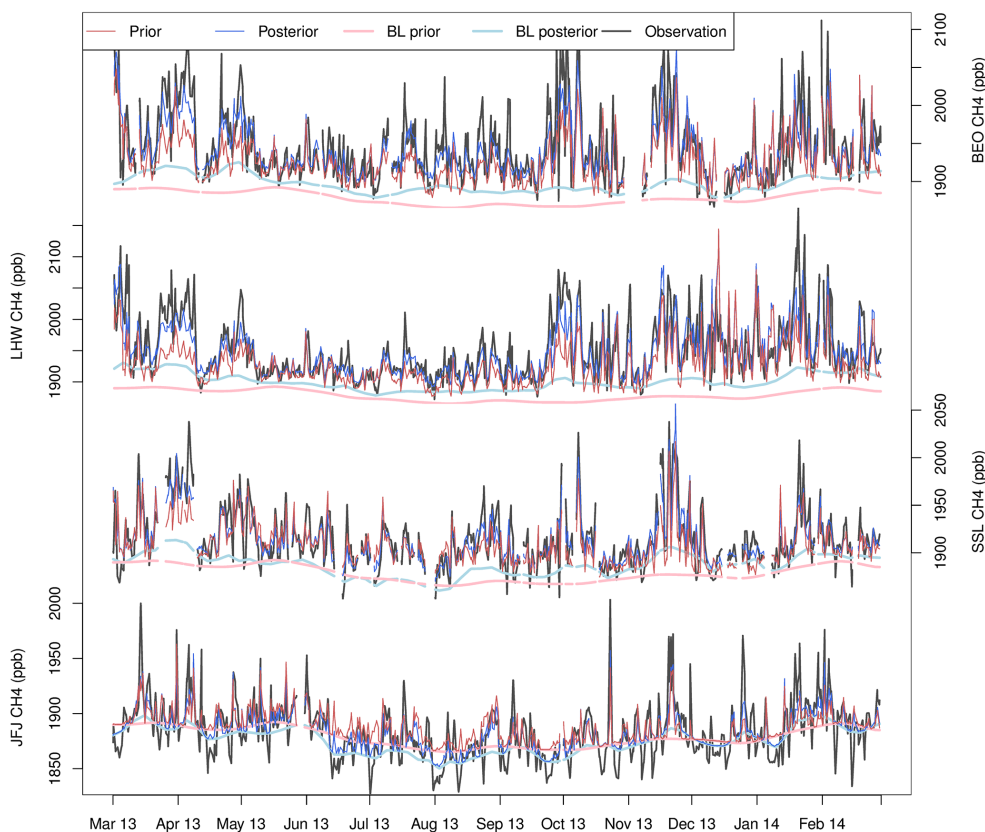 Prior Posterior BL prior BL posterior Observation
BEO CH4 (ppb)
1900 2000 2100
LHW CH4 (ppb)
1900 2000 2100
SSL CH4 (ppb)
1900 1950 2000 2050
JFJ CH4 (ppb)
1850 1900 1950 2000
Mar 13 Apr 13 May 13 Jun 13 Jul 13 Aug 13 Sep 13 Oct 13 Nov 13 Dec 13 Jan 14 Feb 14